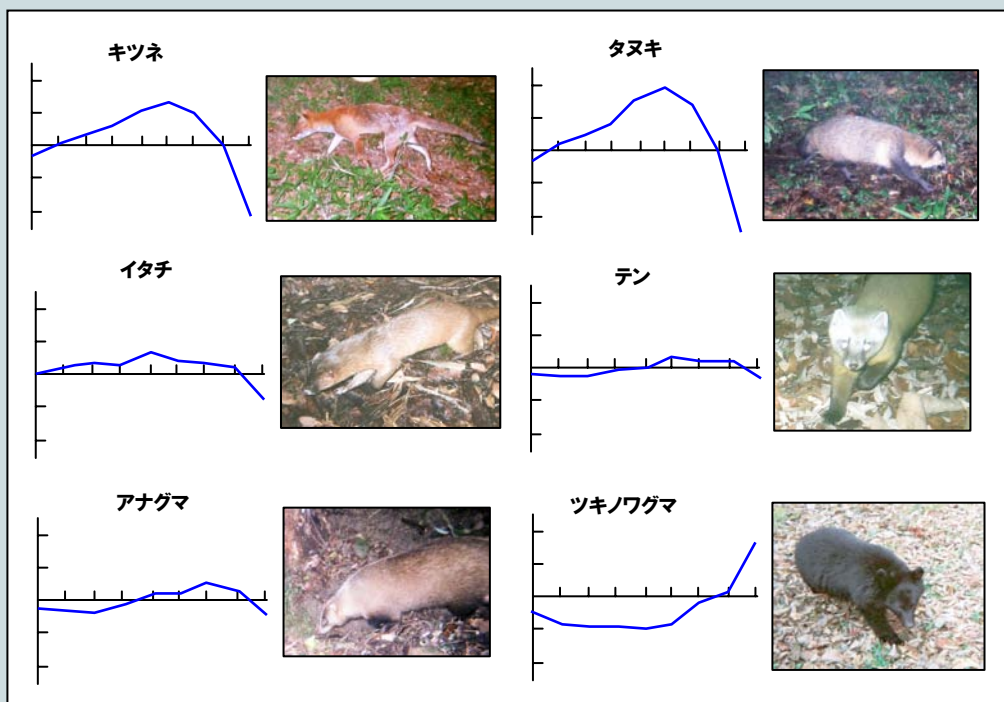 キツネ
タヌキ
イタチ
テン
アナグマ
ツキノワグマ